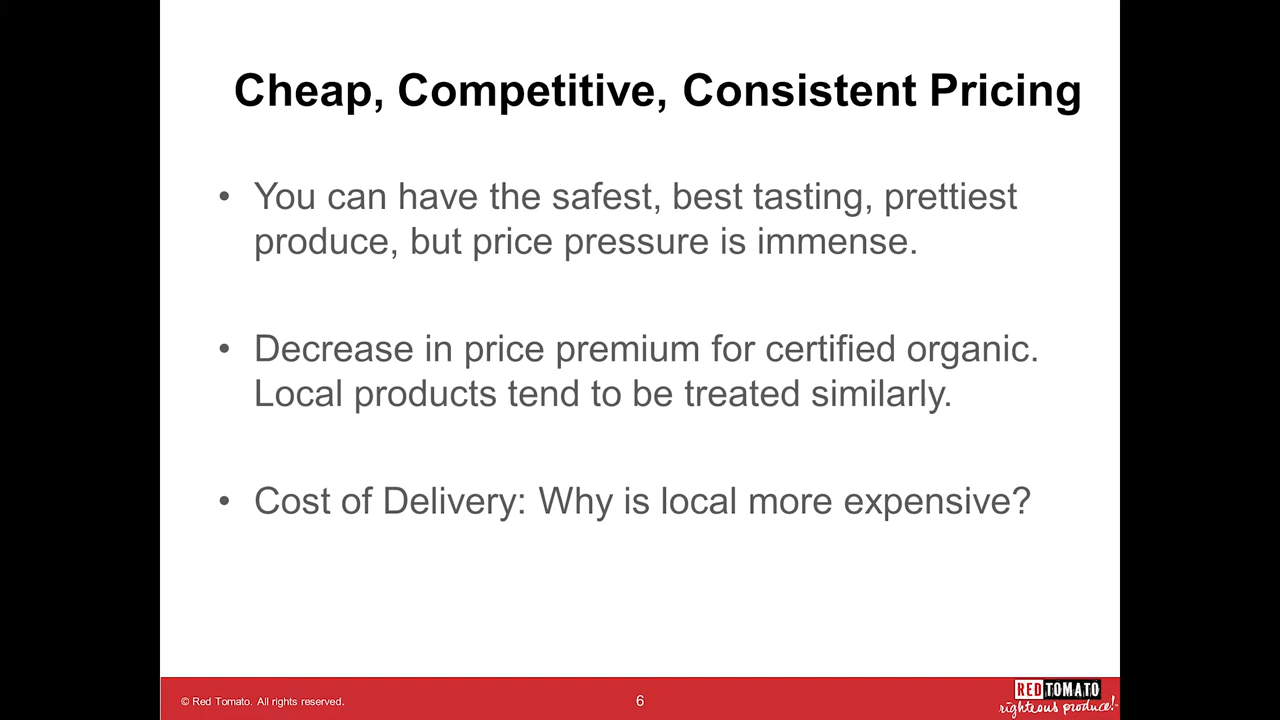 Cheap, Competitive, Consistent Pricing
• You can have the safest, best tasting, prettiest
produce, but price pressure is immense.
• Decrease in price premium for certified organic.
Local products tend to be treated similarly.
• Cost of Delivery: Why is local more expensive?
© Red Tomato. All rights reserved.
6
RED TOMATO
righteous produce!™